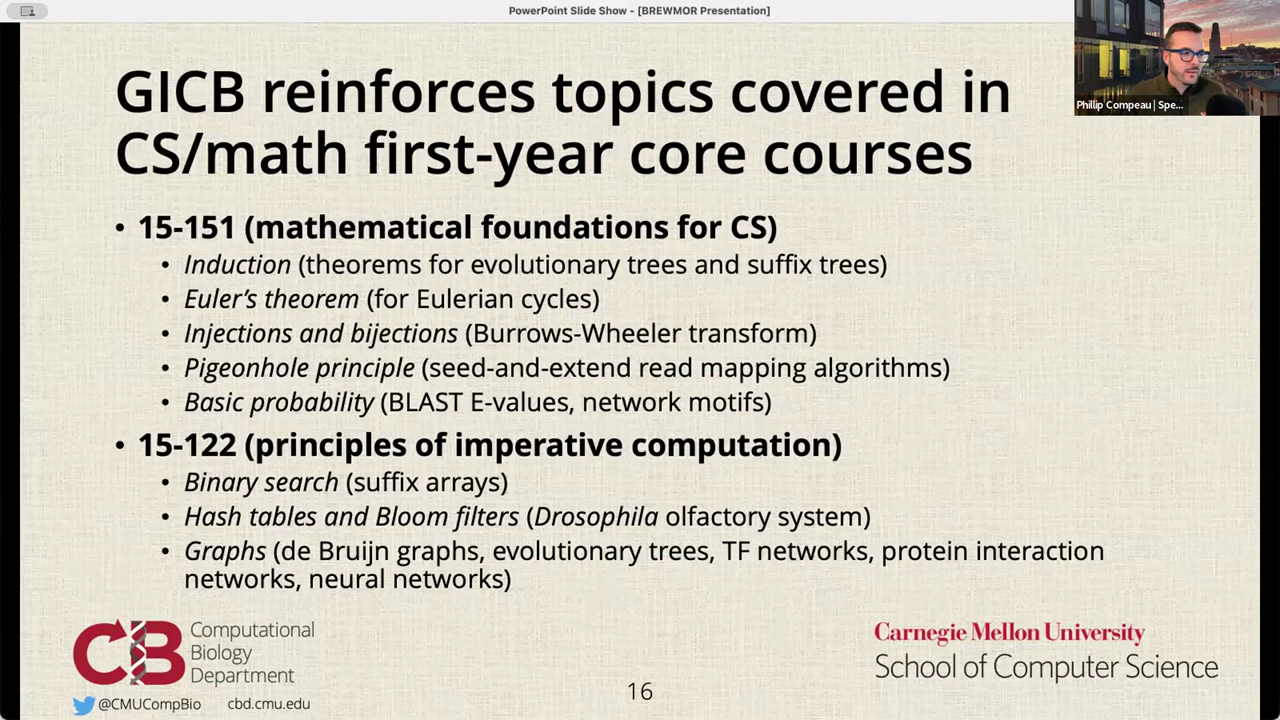 PowerPoint Slide Show - [BREWMOR Presentation]
Phillip Compeau | Spe...
GICB reinforces topics covered in
CS/math first-year core courses
• 15-151 (mathematical foundations for CS)
• Induction (theorems for evolutionary trees and suffix trees)
• Euler’s theorem (for Eulerian cycles)
• Injections and bijections (Burrows-Wheeler transform)
• Pigeonhole principle (seed-and-extend read mapping algorithms)
• Basic probability (BLAST E-values, network motifs)
• 15-122 (principles of imperative computation)
• Binary search (suffix arrays)
• Hash tables and Bloom filters (Drosophila olfactory system)
• Graphs (de Bruijn graphs, evolutionary trees, TF networks, protein interaction
networks, neural networks)
CB
Computational
Biology
Department
@CMUCompBio cbd.cmu.edu
16
Carnegie Mellon University
School of Computer Science